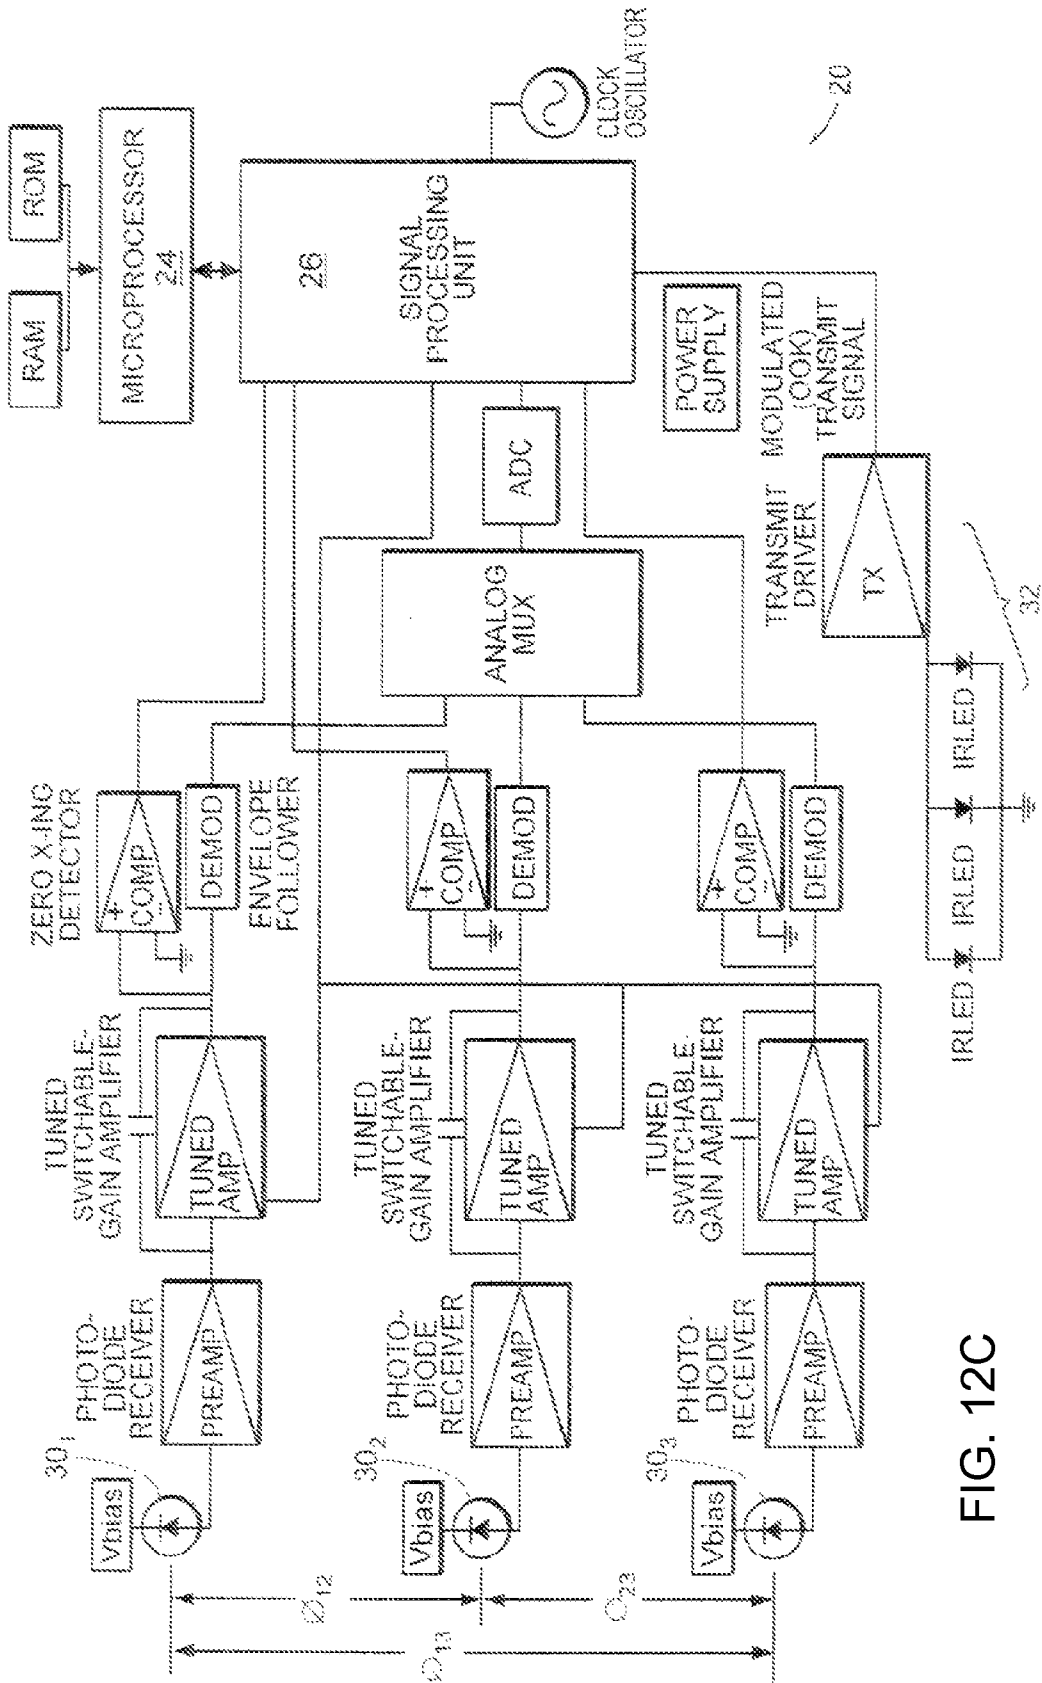 ROM
RAM
MICROPROCESSOR
24
26
SIGNAL
PROCESSING
UNIT
CLOCK
OSCILLATOR
20
POWER
SUPPLY
MODULATED
(OOK)
TRANSMIT
SIGNAL
ADC
ANALOG
MUX
TRANSMIT
DRIVER
TX
32
IRLED
IRLED
IRLED
ZERO X-ING
DETECTOR
+
COMP
-
DEMOD
ENVELOPE
FOLLOWER
+
COMP
-
DEMOD
+
COMP
-
DEMOD
TUNED
SWITCHABLE-
GAIN AMPLIFIER
TUNED
AMP
TUNED
SWITCHABLE-
GAIN AMPLIFIER
TUNED
AMP
TUNED
SWITCHABLE-
GAIN AMPLIFIER
TUNED
AMP
PHOTO-
DIODE
RECEIVER
PREAMP
PHOTO-
DIODE
RECEIVER
PREAMP
PHOTO-
DIODE
RECEIVER
PREAMP
30₁
Vbias
30₂
Vbias
30₃
Vbias
Ø₁₂
Ø₂₃
Ø₁₃
FIG. 12C